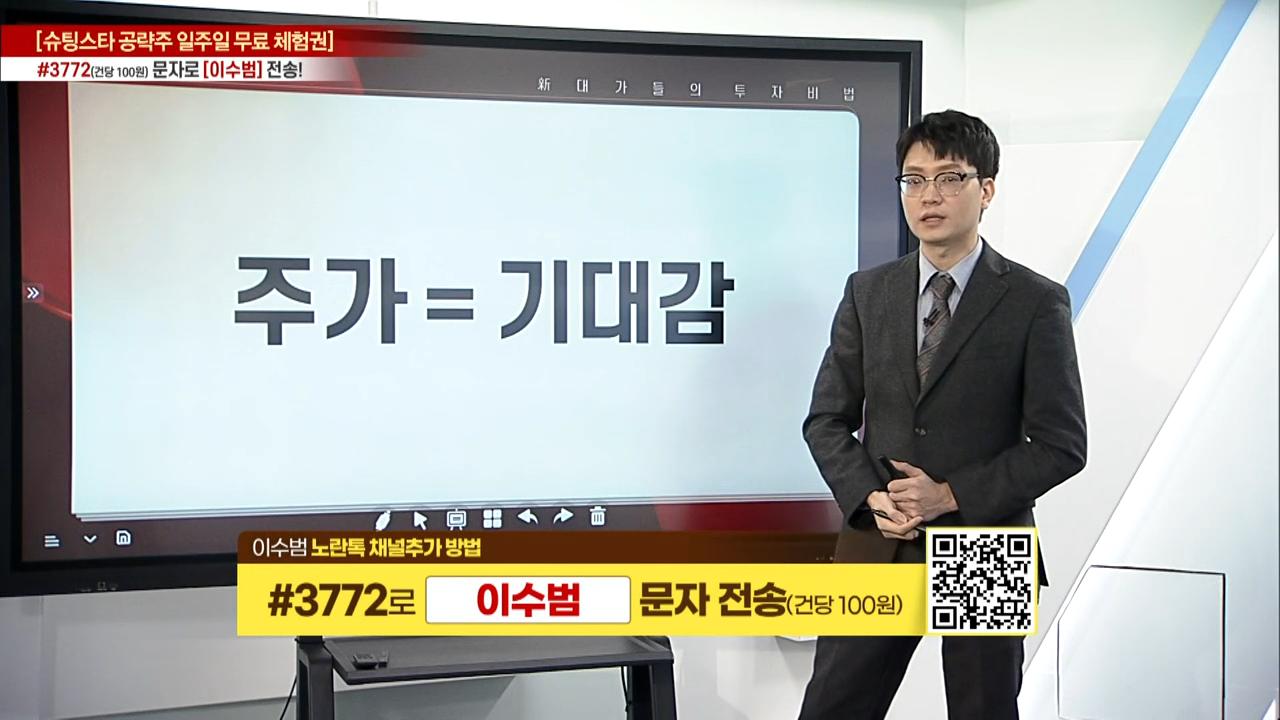 [슈팅스타 공략주 일주일 무료 체험권]
#3772(건당 100원) 문자로 [이수범] 전송!
新 대가들의 투자비법
주가 = 기대감
이수범 노란톡 채널추가 방법
#3772로 이수범 문자 전송(건당 100원)